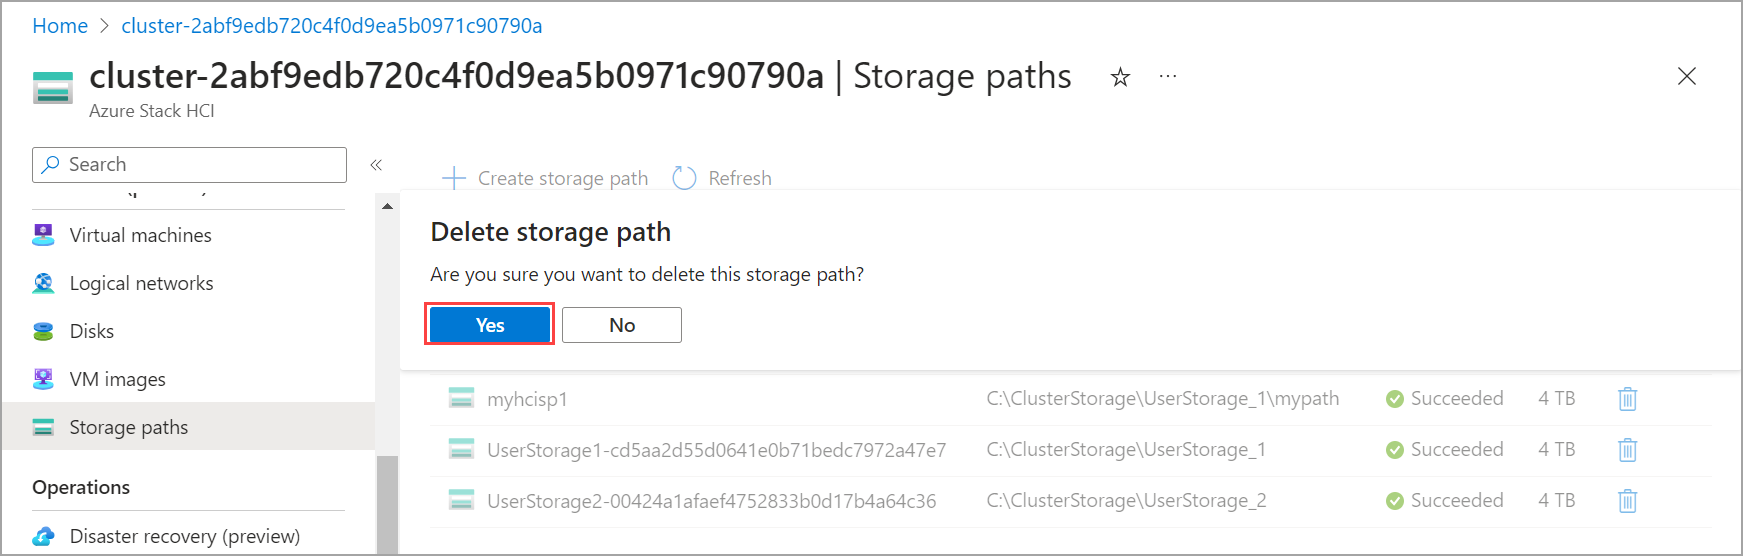 Home > cluster-2abf9edb720c4f0d9ea5b0971c90790a
cluster-2abf9edb720c4f0d9ea5b0971c90790a | Storage paths
Azure Stack HCI
Search
Create storage path Refresh
Virtual machines
Logical networks
Disks
VM images
Storage paths
Operations
Disaster recovery (preview)
Delete storage path
Are you sure you want to delete this storage path?
Yes No
myhcisp1 C:\ClusterStorage\UserStorage_1\mypath Succeeded 4 TB
UserStorage1-cd5aa2d55d0641e0b71bedc7972a47e7 C:\ClusterStorage\UserStorage_1 Succeeded 4 TB
UserStorage2-00424a1afaef4752833b0d17b4a64c36 C:\ClusterStorage\UserStorage_2 Succeeded 4 TB